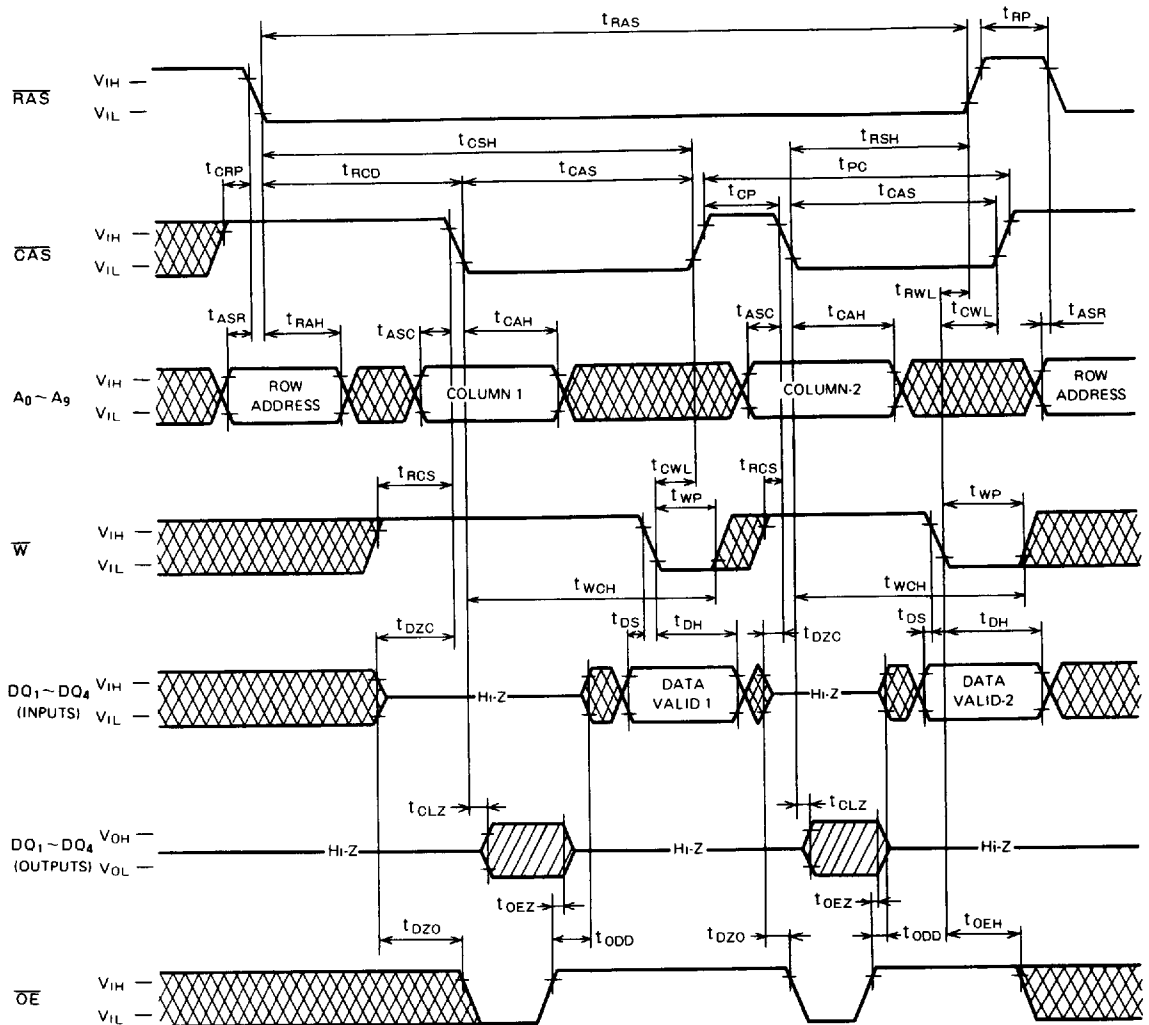 tRAS tRP
VIH
RAS
VIL
tCSH tRSH
tCRP tRCD tCAS tPC
tCP tCAS
VIH
CAS
VIL
tRWL
tASR tRAH tASC tCAH tASC tCAH tCWL tASR
VIH
A0~A9
VIL
ROW ADDRESS
COLUMN 1
COLUMN-2
ROW ADDRESS
tRCS tCWL tRCS
tWP tWP
VIH
W
VIL
tWCH tWCH
tDZC tDS tDH tDZC tDS tDH
VIH
DQ1~DQ4
(INPUTS)
VIL
Hi-Z
DATA VALID 1
Hi-Z
DATA VALID-2
tCLZ tCLZ
VOH
DQ1~DQ4
(OUTPUTS)
VOL
Hi-Z Hi-Z Hi-Z
tOEZ tOEZ
tDZO tODD tDZO tODD tOEH
VIH
OE
VIL